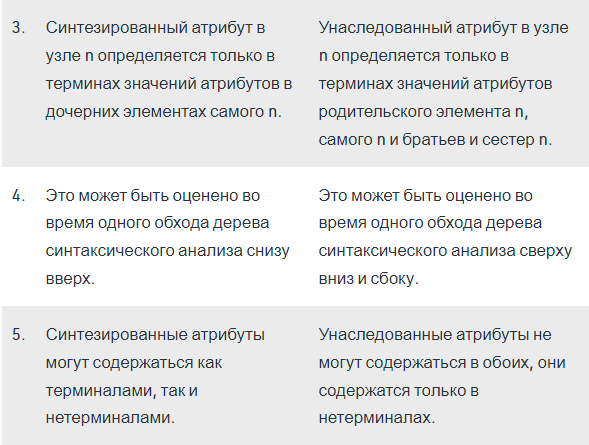 3.
Синтезированный атрибут в
узле n определяется только в
терминах значений атрибутов в
дочерних элементах самого n.
Унаследованный атрибут в узле
n определяется только в
терминах значений атрибутов
родительского элемента n,
самого n и братьев и сестер n.
4.
Это может быть оценено во
время одного обхода дерева
синтаксического анализа снизу
вверх.
Это может быть оценено во
время одного обхода дерева
синтаксического анализа сверху
вниз и сбоку.
5.
Синтезированные атрибуты
могут содержаться как
терминалами, так и
нетерминалами.
Унаследованные атрибуты не
могут содержаться в обоих, они
содержатся только в
нетерминалах.